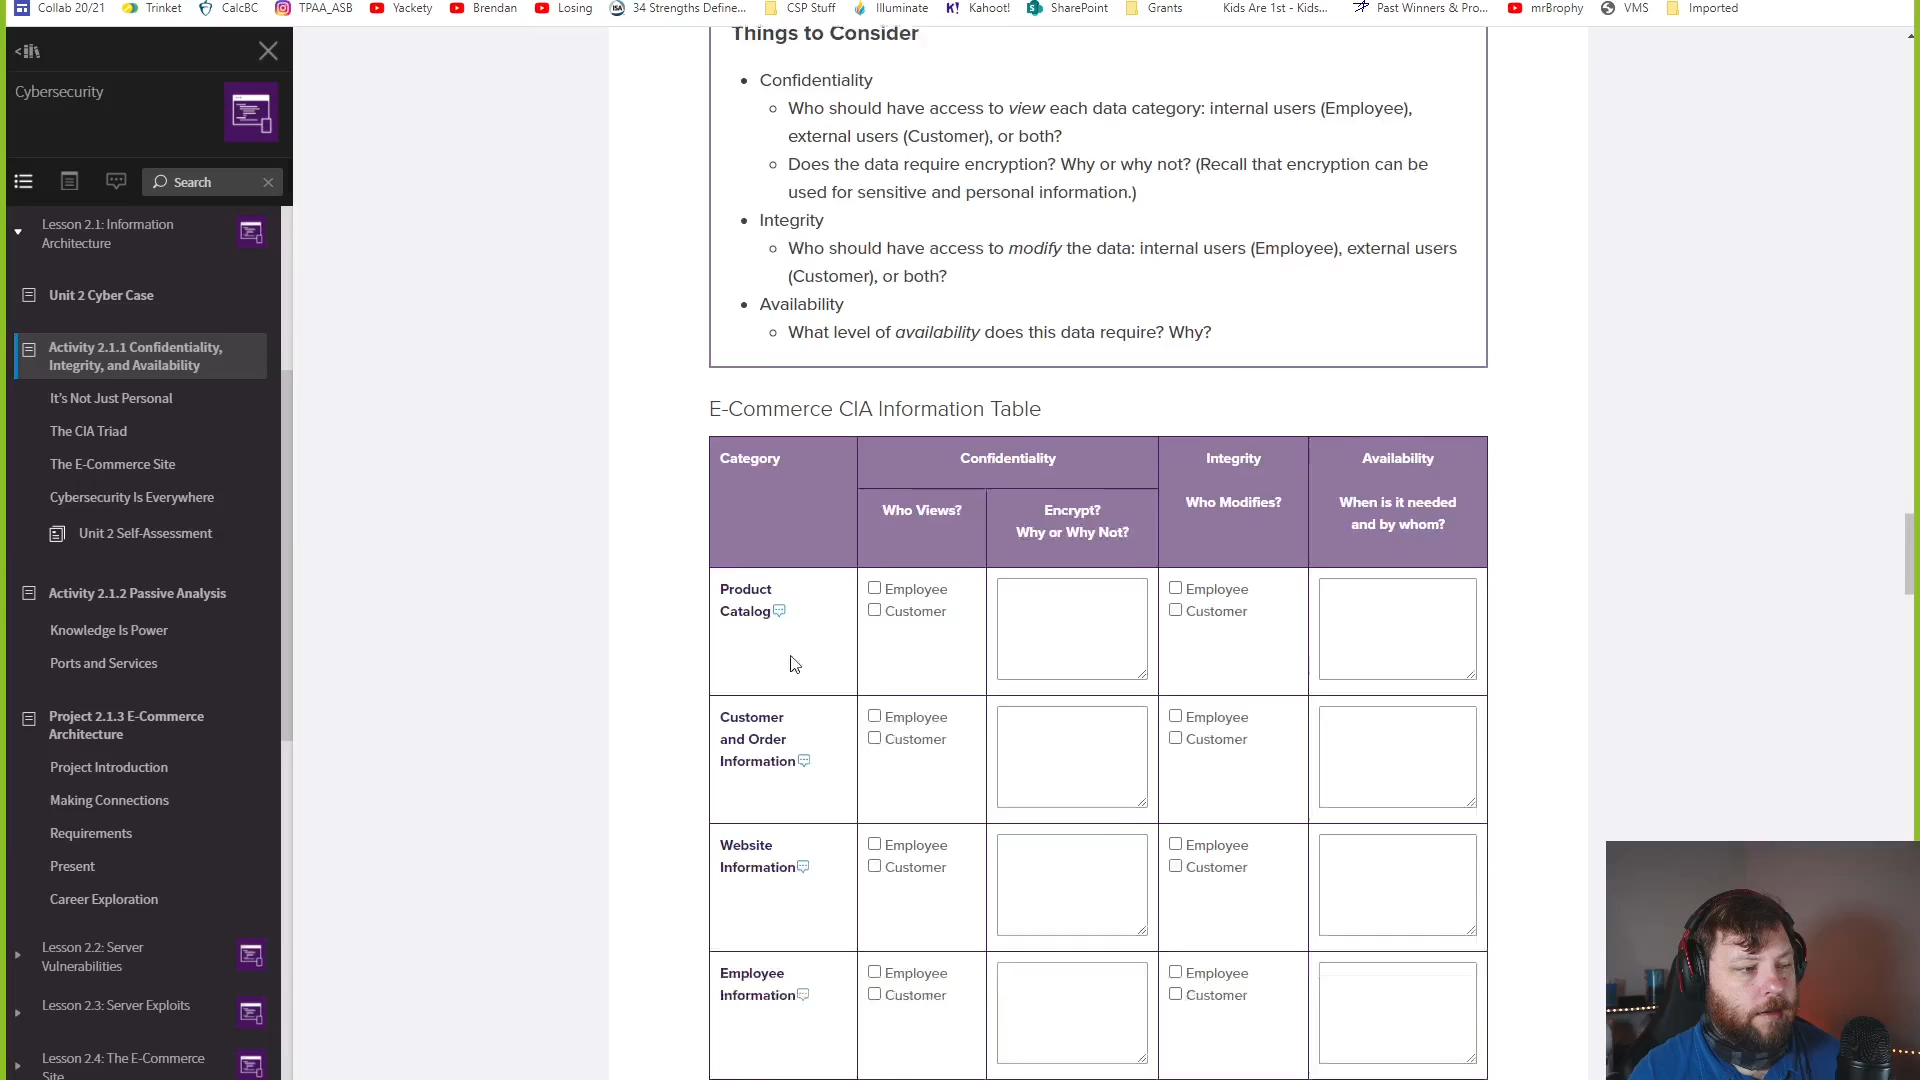 Collab 20/21
Trinket
CalcBC
TPAA_ASB
Yackety
Brendan
Losing
34 Strengths Define...
CSP Stuff
Illuminate
Kahoot!
SharePoint
Grants
Kids Are 1st - Kids...
Past Winners & Pro...
mrBrophy
VMS
Imported
Cybersecurity
Search
Lesson 2.1: Information
Architecture
Unit 2 Cyber Case
Activity 2.1.1 Confidentiality,
Integrity, and Availability
It's Not Just Personal
The CIA Triad
The E-Commerce Site
Cybersecurity Is Everywhere
Unit 2 Self-Assessment
Activity 2.1.2 Passive Analysis
Knowledge Is Power
Ports and Services
Project 2.1.3 E-Commerce
Architecture
Project Introduction
Making Connections
Requirements
Present
Career Exploration
Lesson 2.2: Server
Vulnerabilities
Lesson 2.3: Server Exploits
Lesson 2.4: The E-Commerce
Site
Things to Consider
• Confidentiality
Who should have access to view each data category: internal users (Employee),
external users (Customer), or both?
Does the data require encryption? Why or why not? (Recall that encryption can be
used for sensitive and personal information.)
• Integrity
Who should have access to modify the data: internal users (Employee), external users
(Customer), or both?
• Availability
What level of availability does this data require? Why?
E-Commerce CIA Information Table
Category
Confidentiality
Integrity
Availability
Who Views?
Encrypt?
Why or Why Not?
Who Modifies?
When is it needed
and by whom?
Product
Catalog
Employee
Customer
Employee
Customer
Customer
and Order
Information
Employee
Customer
Employee
Customer
Website
Information
Employee
Customer
Employee
Customer
Employee
Information
Employee
Customer
Employee
Customer